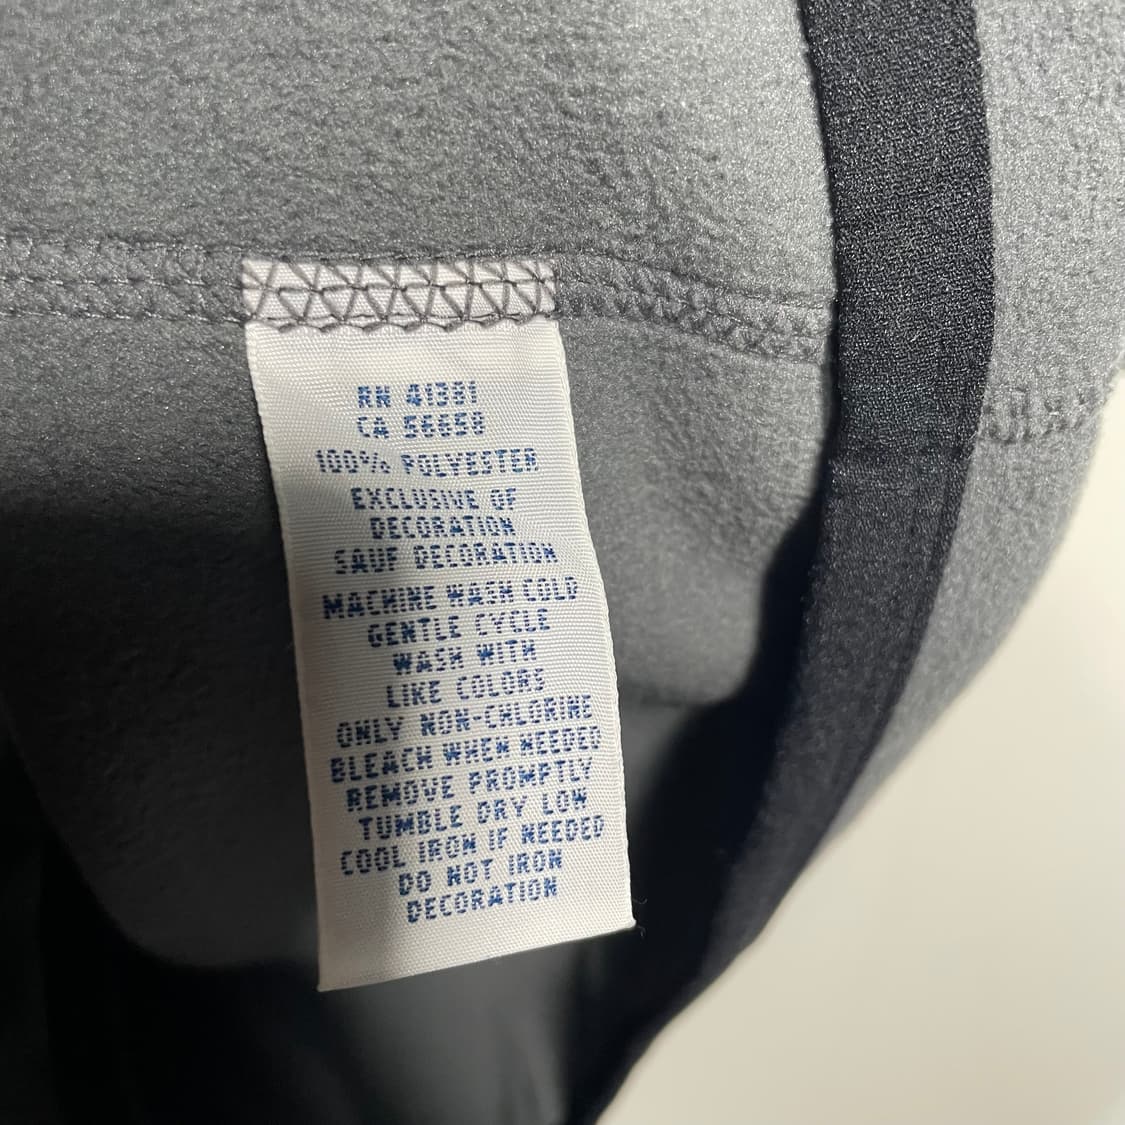 RN 41381
CA 56658
100% POLYESTER
EXCLUSIVE OF
DECORATION
SAUF DECORATION
MACHINE WASH COLD
GENTLE CYCLE
WASH WITH
LIKE COLORS
ONLY NON-CHLORINE
BLEACH WHEN NEEDED
REMOVE PROMPTLY
TUMBLE DRY LOW
COOL IRON IF NEEDED
DO NOT IRON
DECORATION